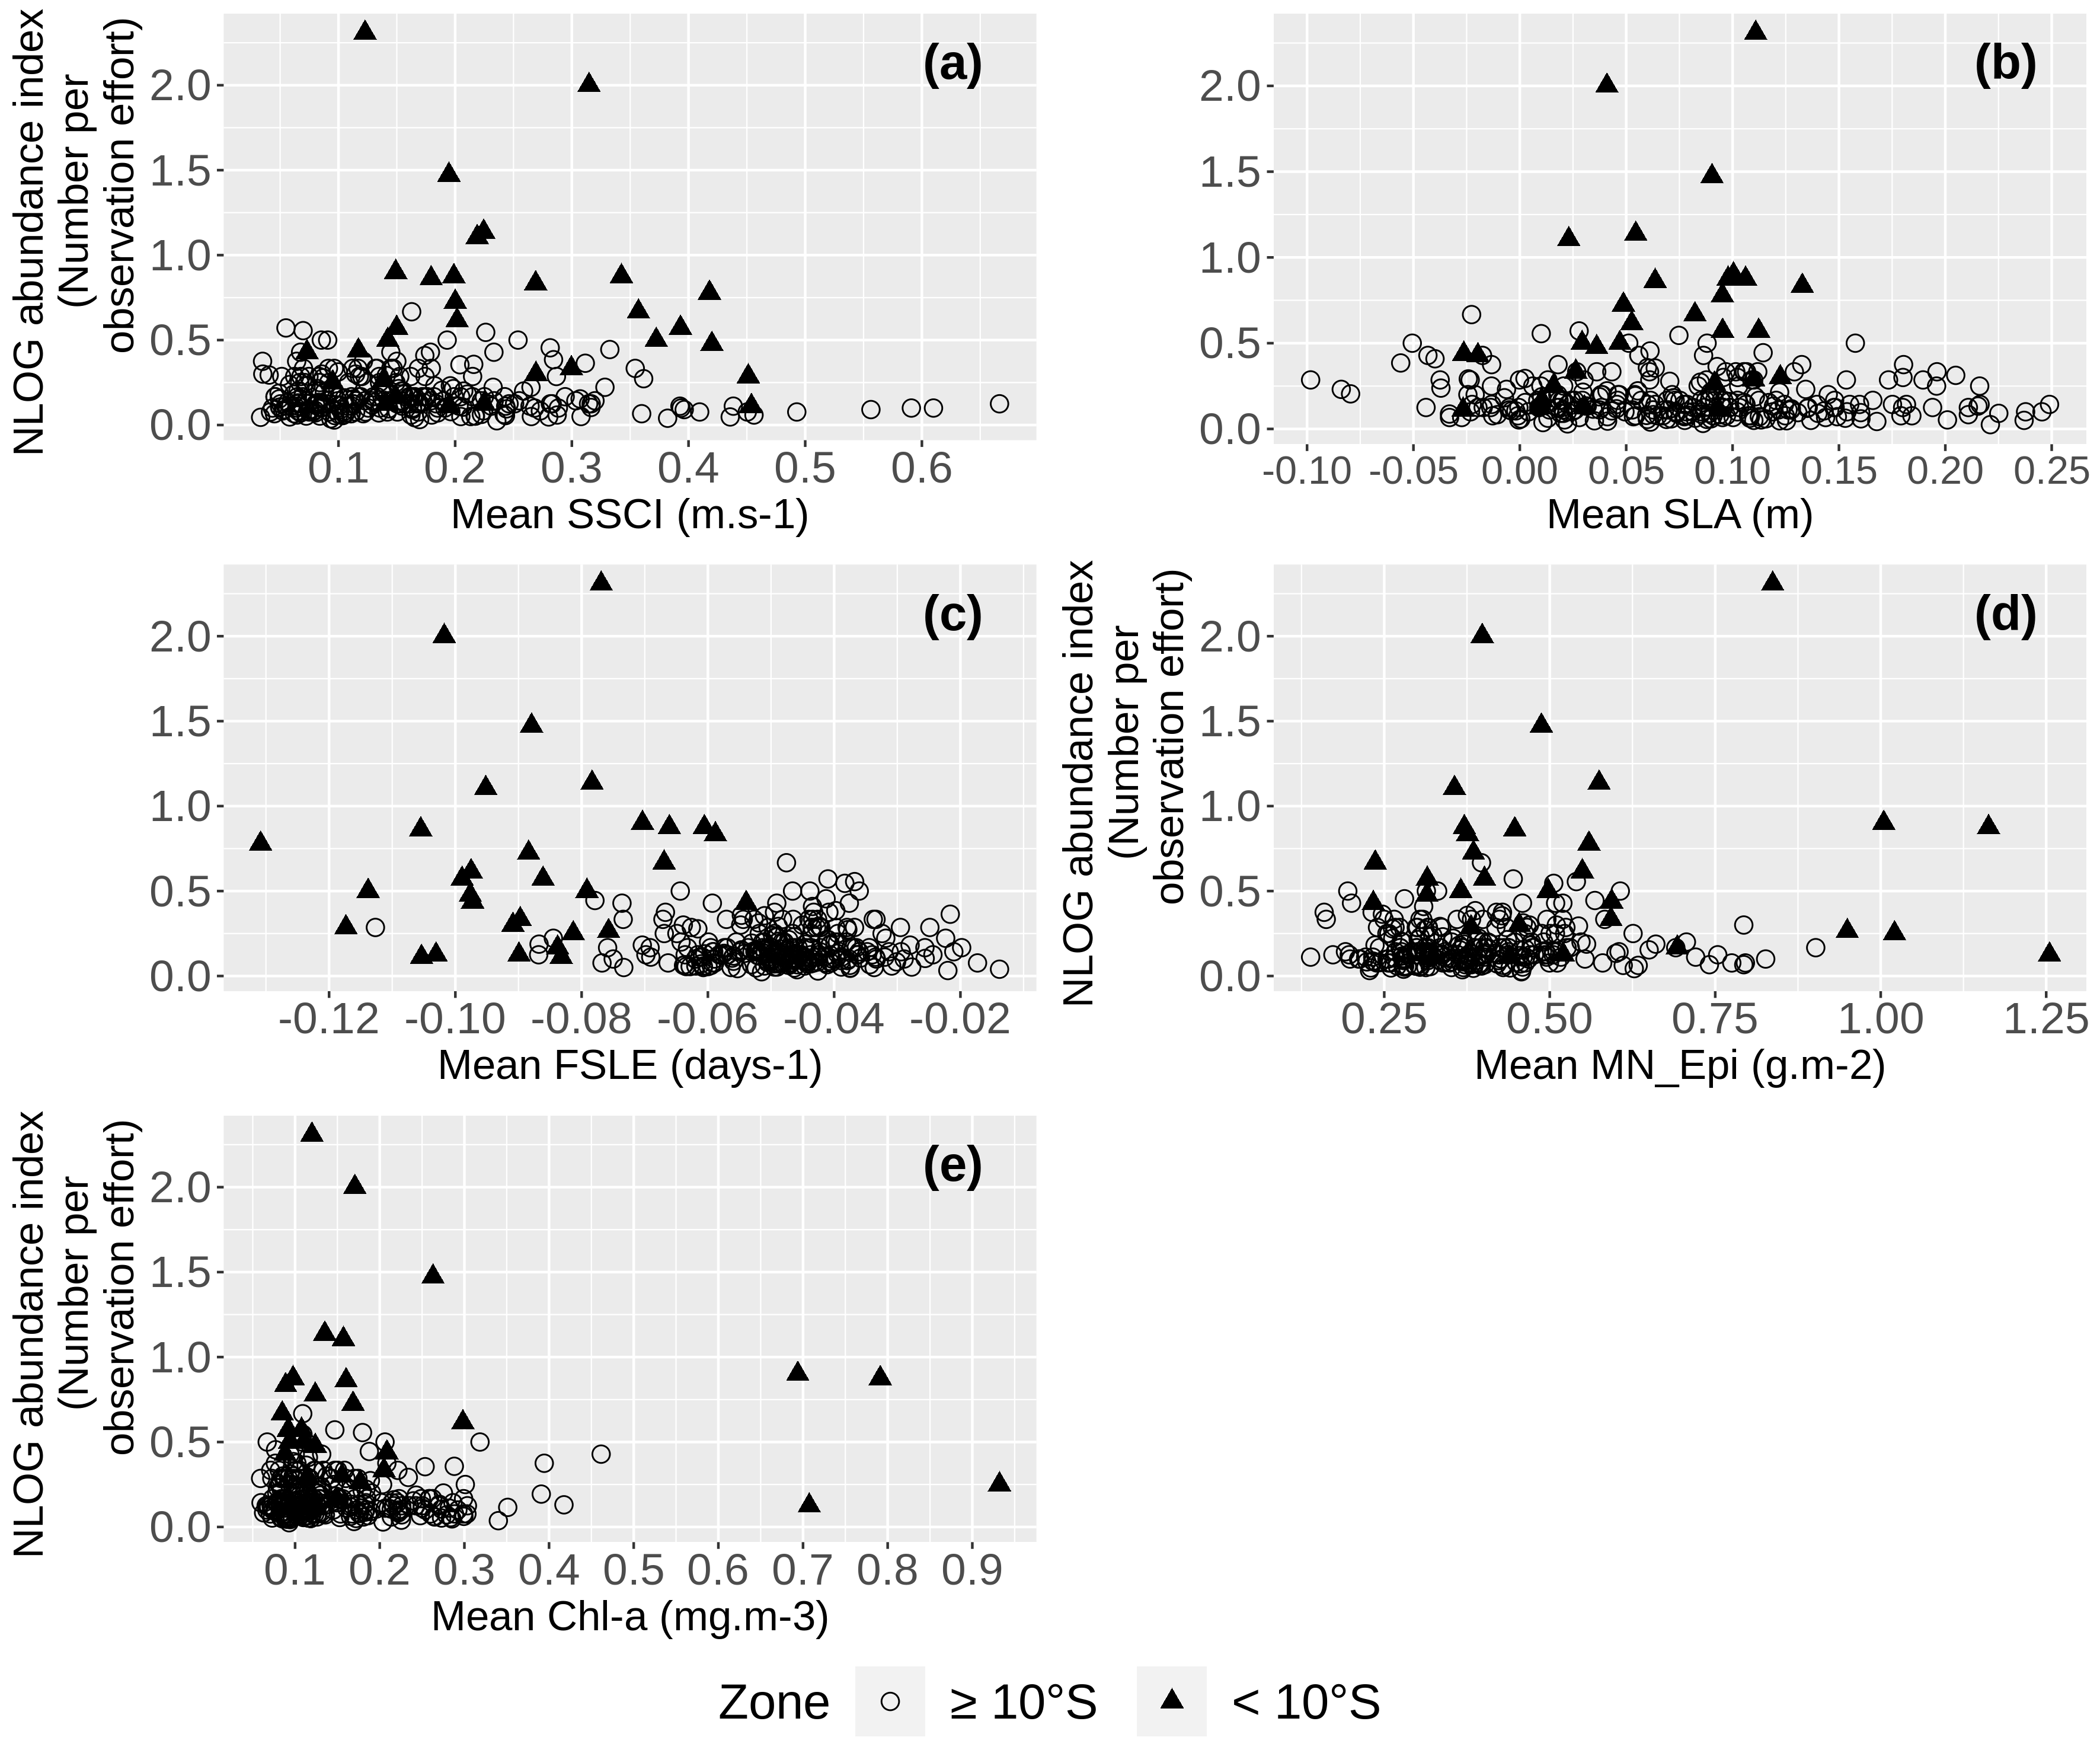 NLOG abundance index
(Number per
observation effort)
2.0
1.5
1.0
0.5
0.0
(a)
0.1 0.2 0.3 0.4 0.5 0.6
Mean SSCI (m.s-1)
2.0
1.5
1.0
0.5
0.0
(b)
-0.10 -0.05 0.00 0.05 0.10 0.15 0.20 0.25
Mean SLA (m)
2.0
1.5
1.0
0.5
0.0
(c)
-0.12 -0.10 -0.08 -0.06 -0.04 -0.02
Mean FSLE (days-1)
NLOG abundance index
(Number per
observation effort)
2.0
1.5
1.0
0.5
0.0
(d)
0.25 0.50 0.75 1.00 1.25
Mean MN_Epi (g.m-2)
NLOG abundance index
(Number per
observation effort)
2.0
1.5
1.0
0.5
0.0
(e)
0.1 0.2 0.3 0.4 0.5 0.6 0.7 0.8 0.9
Mean Chl-a (mg.m-3)
Zone ≥ 10°S < 10°S